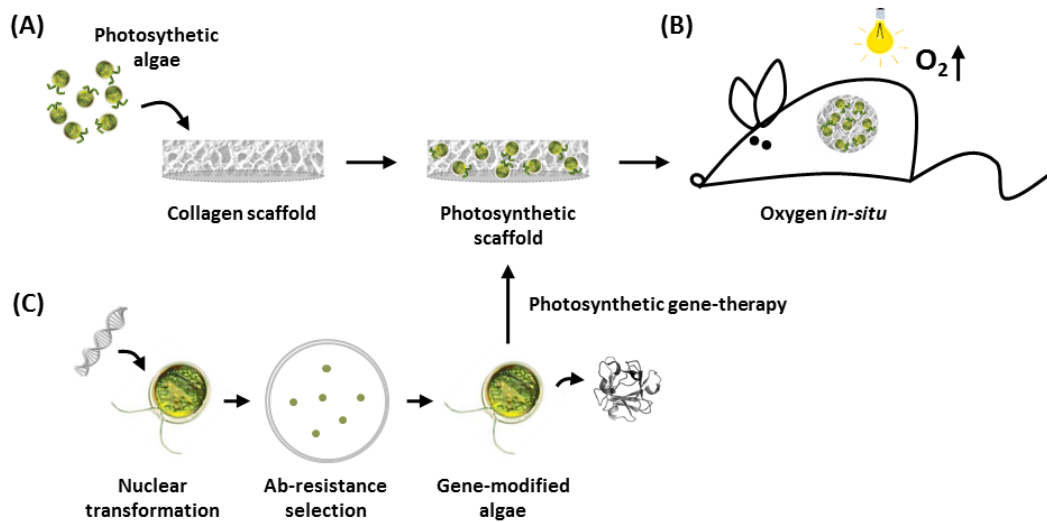 (A)
Photosythetic
algae
Collagen scaffold
Photosynthetic
scaffold
(B)
O2
Oxygen in-situ
(C)
Photosynthetic gene-therapy
Nuclear
transformation
Ab-resistance
selection
Gene-modified
algae